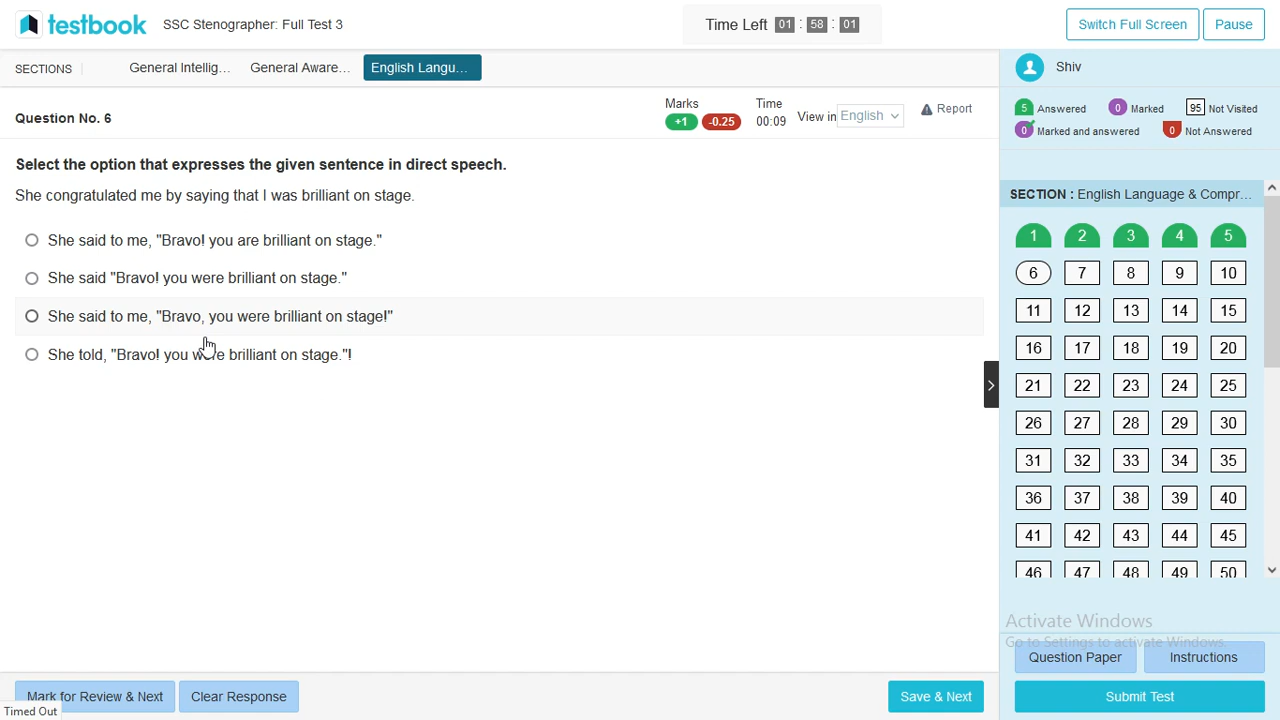 testbook SSC Stenographer: Full Test 3 Time Left 01 : 58 : 01 Switch Full Screen Pause
SECTIONS General Intellig... General Aware... English Langu... Shiv
Question No. 6 Marks +1 -0.25 Time 00:09 View in English Report
5 Answered 0 Marked 95 Not Visited
0 Marked and answered 0 Not Answered
Select the option that expresses the given sentence in direct speech.
She congratulated me by saying that I was brilliant on stage.
She said to me, "Bravo! you are brilliant on stage."
She said "Bravo! you were brilliant on stage."
She said to me, "Bravo, you were brilliant on stage!"
She told, "Bravo! you were brilliant on stage."!
SECTION : English Language & Compr...
1 2 3 4 5
6 7 8 9 10
11 12 13 14 15
16 17 18 19 20
21 22 23 24 25
26 27 28 29 30
31 32 33 34 35
36 37 38 39 40
41 42 43 44 45
46 47 48 49 50
Activate Windows
Go to Settings to activate Windows.
Question Paper Instructions
Mark for Review & Next Clear Response Save & Next Submit Test
Timed Out